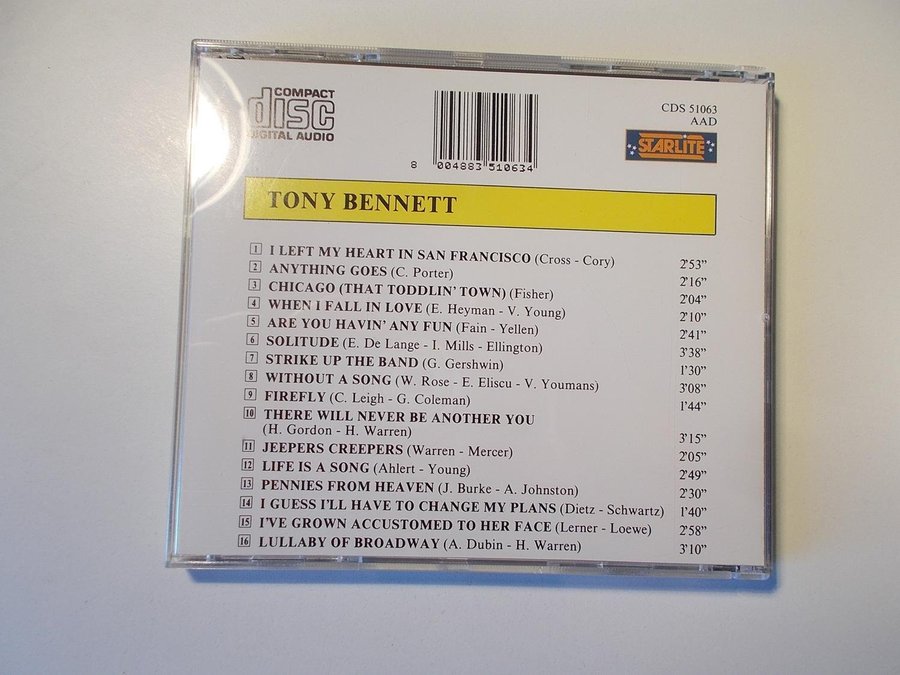 COMPACT
disc
DIGITAL AUDIO
8 004883 510634
CDS 51063
AAD
STARLITE
TONY BENNETT
1 I LEFT MY HEART IN SAN FRANCISCO (Cross - Cory) 2'53”
2 ANYTHING GOES (C. Porter) 2'16”
3 CHICAGO (THAT TODDLIN' TOWN) (Fisher) 2'04”
4 WHEN I FALL IN LOVE (E. Heyman - V. Young) 2'10”
5 ARE YOU HAVIN' ANY FUN (Fain - Yellen) 2'41”
6 SOLITUDE (E. De Lange - I. Mills - Ellington) 3'38”
7 STRIKE UP THE BAND (G. Gershwin) 1'30”
8 WITHOUT A SONG (W. Rose - E. Eliscu - V. Youmans) 3'08”
9 FIREFLY (C. Leigh - G. Coleman) 1'44”
10 THERE WILL NEVER BE ANOTHER YOU
(H. Gordon - H. Warren) 3'15”
11 JEEPERS CREEPERS (Warren - Mercer) 2'05”
12 LIFE IS A SONG (Ahlert - Young) 2'49”
13 PENNIES FROM HEAVEN (J. Burke - A. Johnston) 2'30”
14 I GUESS I'LL HAVE TO CHANGE MY PLANS (Dietz - Schwartz) 1'40”
15 I'VE GROWN ACCUSTOMED TO HER FACE (Lerner - Loewe) 2'58”
16 LULLABY OF BROADWAY (A. Dubin - H. Warren) 3'10”